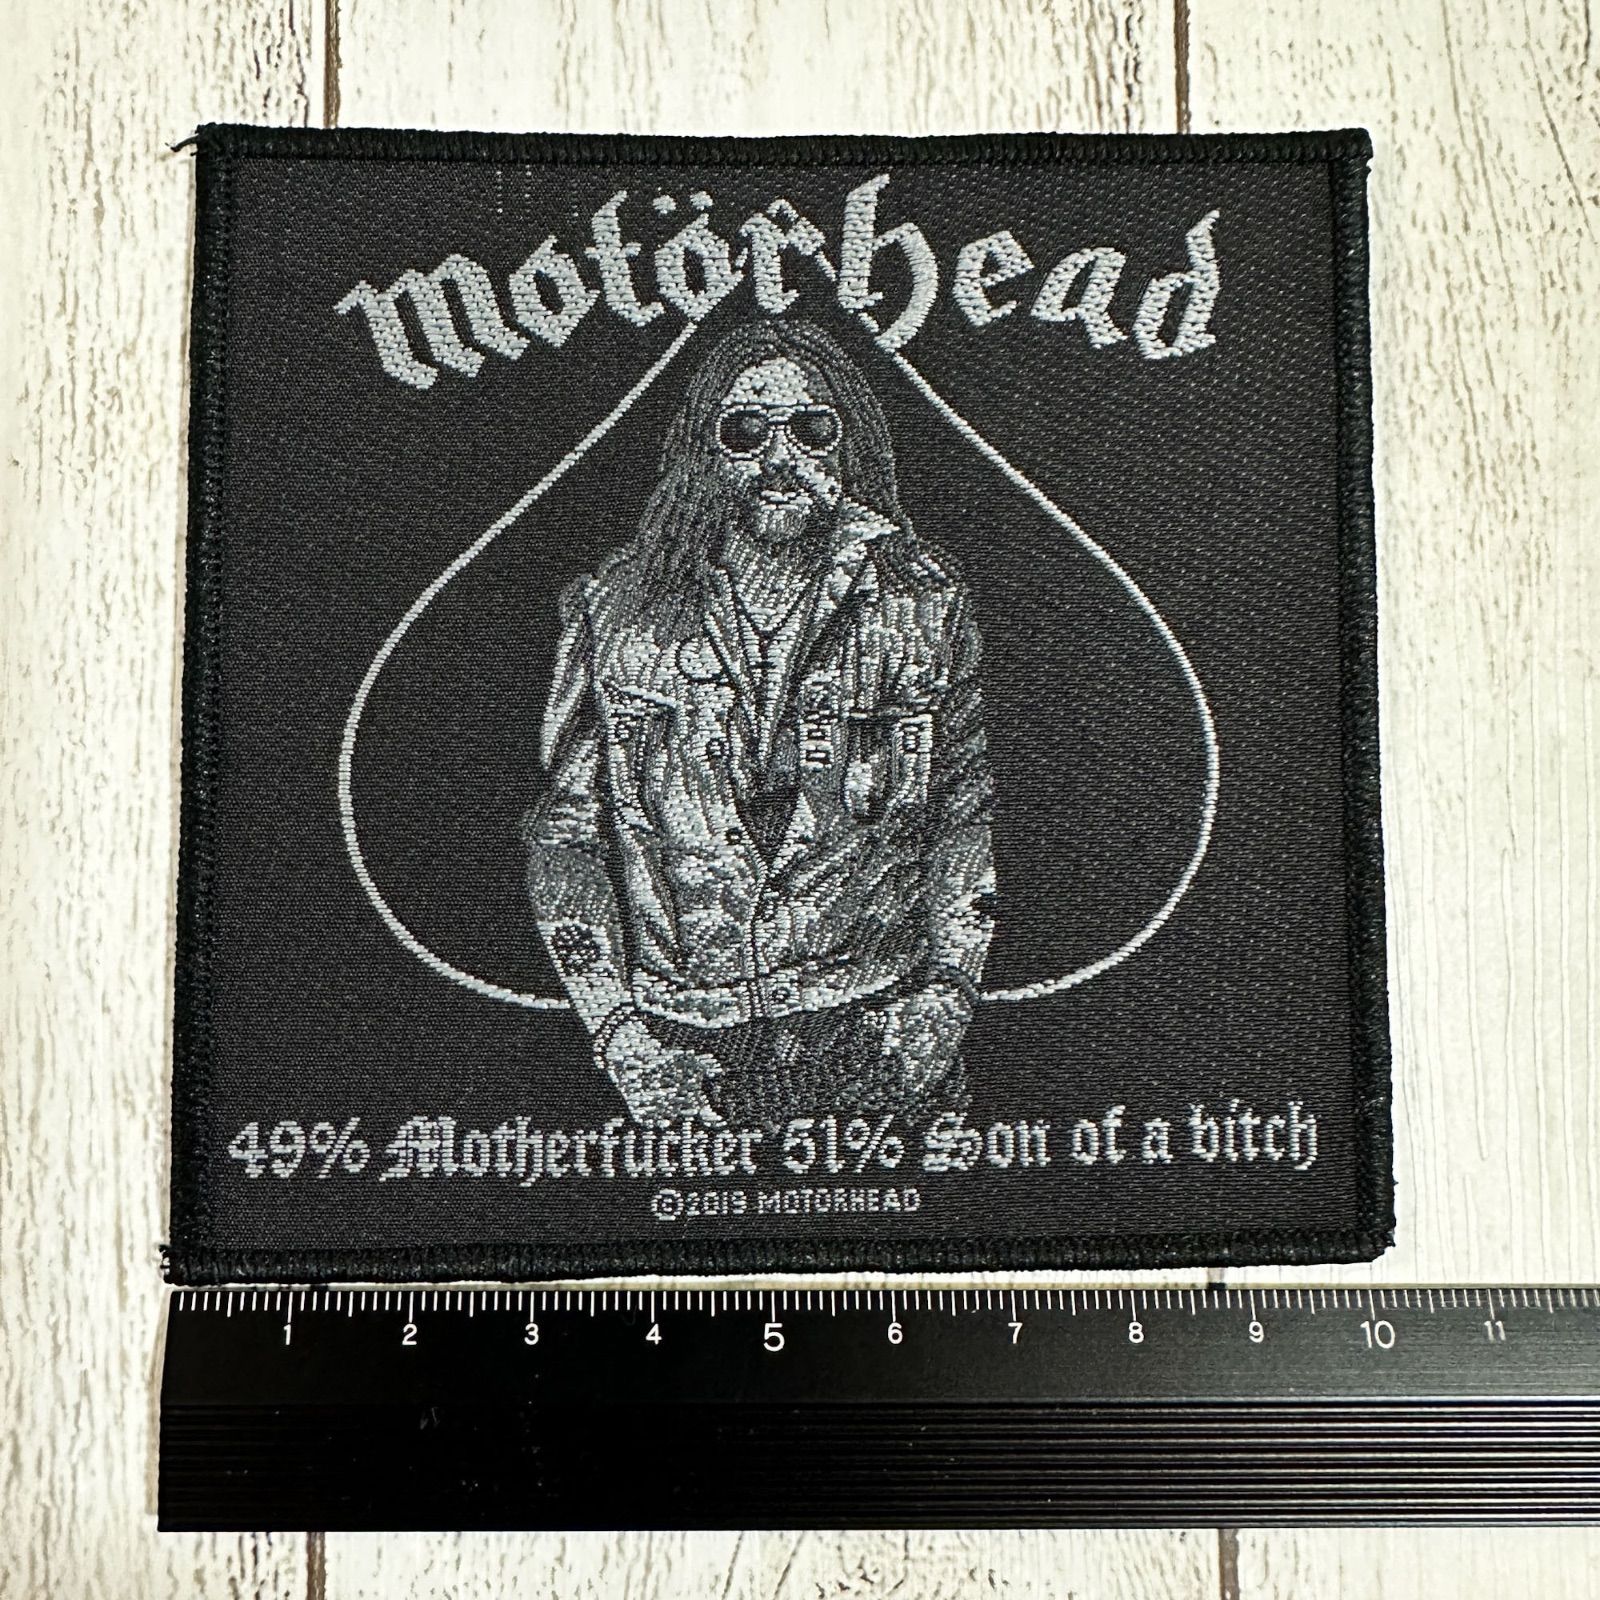 Motörhead
49% Motherfucker 51% Son of a bitch
©2019 MOTORHEAD
1 2 3 4 5 6 7 8 9 10 11